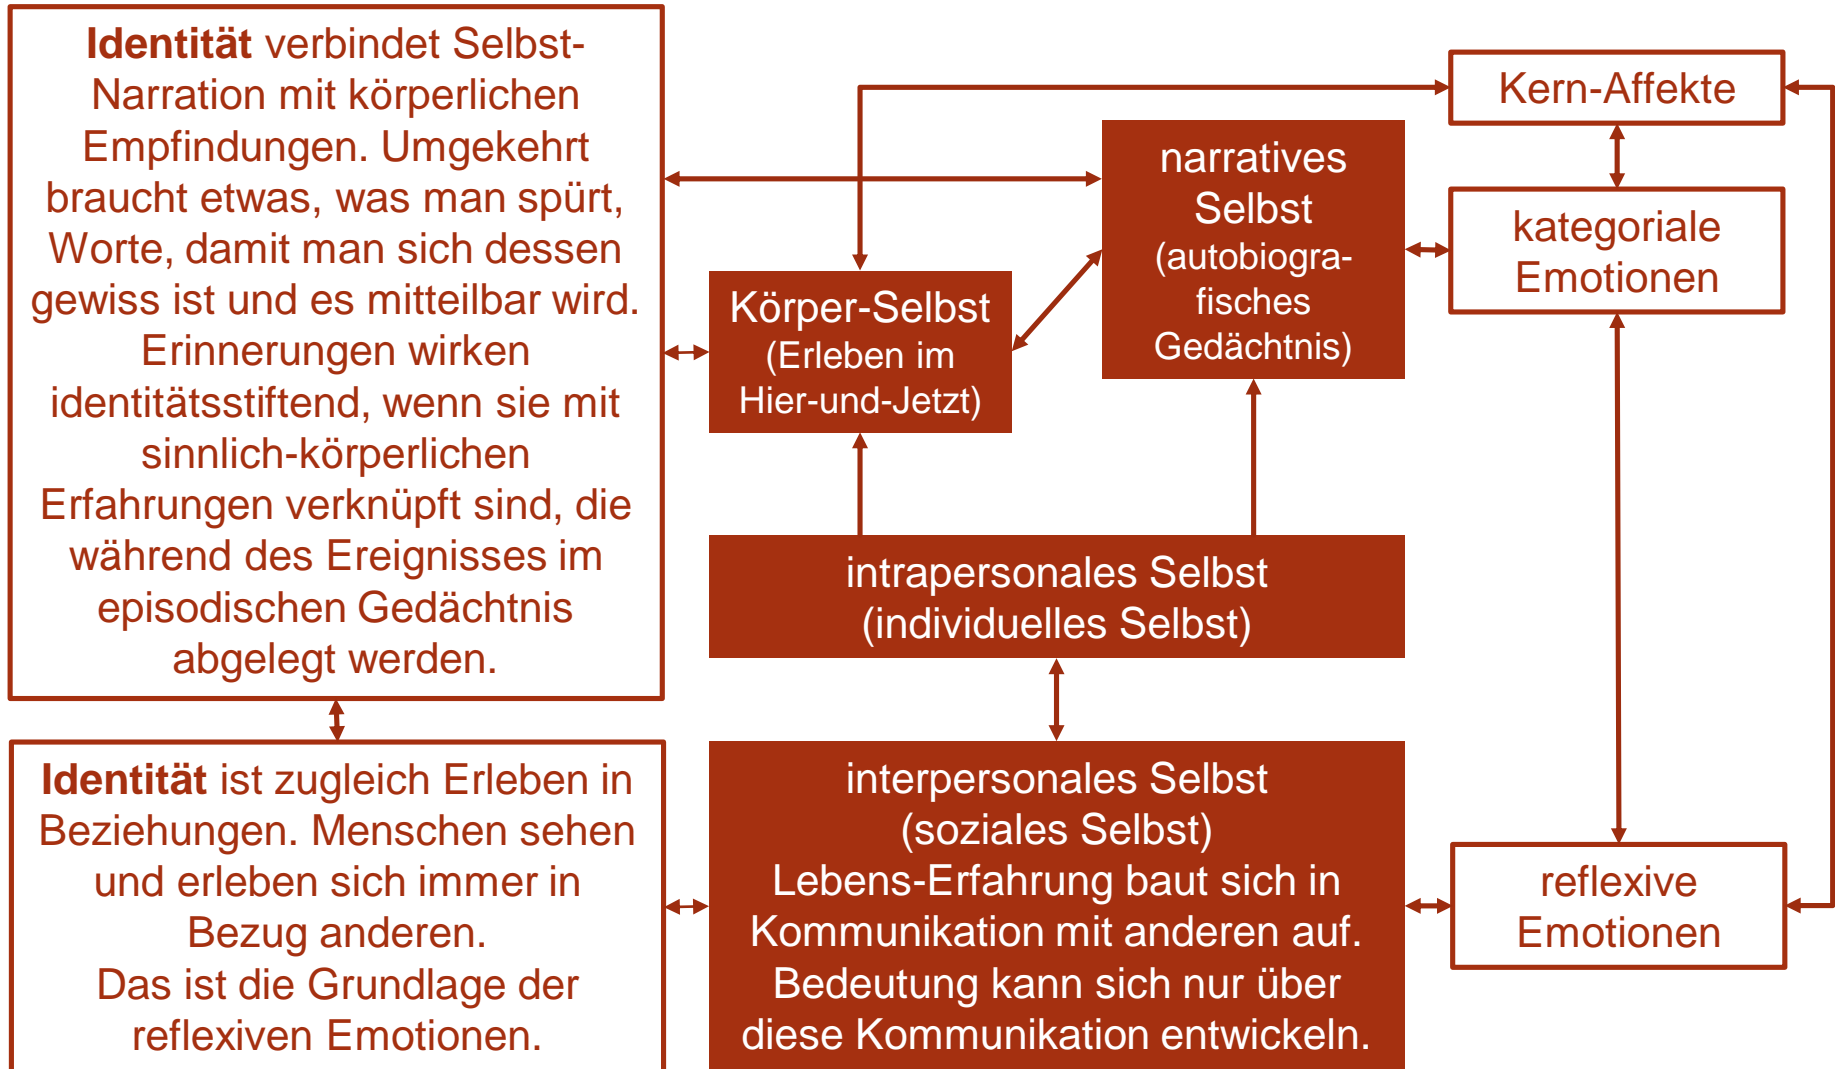 Identität verbindet Selbst-
Narration mit körperlichen
Empfindungen. Umgekehrt
braucht etwas, was man spürt,
Worte, damit man sich dessen
gewiss ist und es mitteilbar wird.
Erinnerungen wirken
identitätsstiftend, wenn sie mit
sinnlich-körperlichen
Erfahrungen verknüpft sind, die
während des Ereignisses im
episodischen Gedächtnis
abgelegt werden.
Identität ist zugleich Erleben in
Beziehungen. Menschen sehen
und erleben sich immer in
Bezug anderen.
Das ist die Grundlage der
reflexiven Emotionen.
Körper-Selbst
(Erleben im
Hier-und-Jetzt)
narratives
Selbst
(autobiogra-
fisches
Gedächtnis)
intrapersonales Selbst
(individuelles Selbst)
interpersonales Selbst
(soziales Selbst)
Lebens-Erfahrung baut sich in
Kommunikation mit anderen auf.
Bedeutung kann sich nur über
diese Kommunikation entwickeln.
Kern-Affekte
kategoriale
Emotionen
reflexive
Emotionen